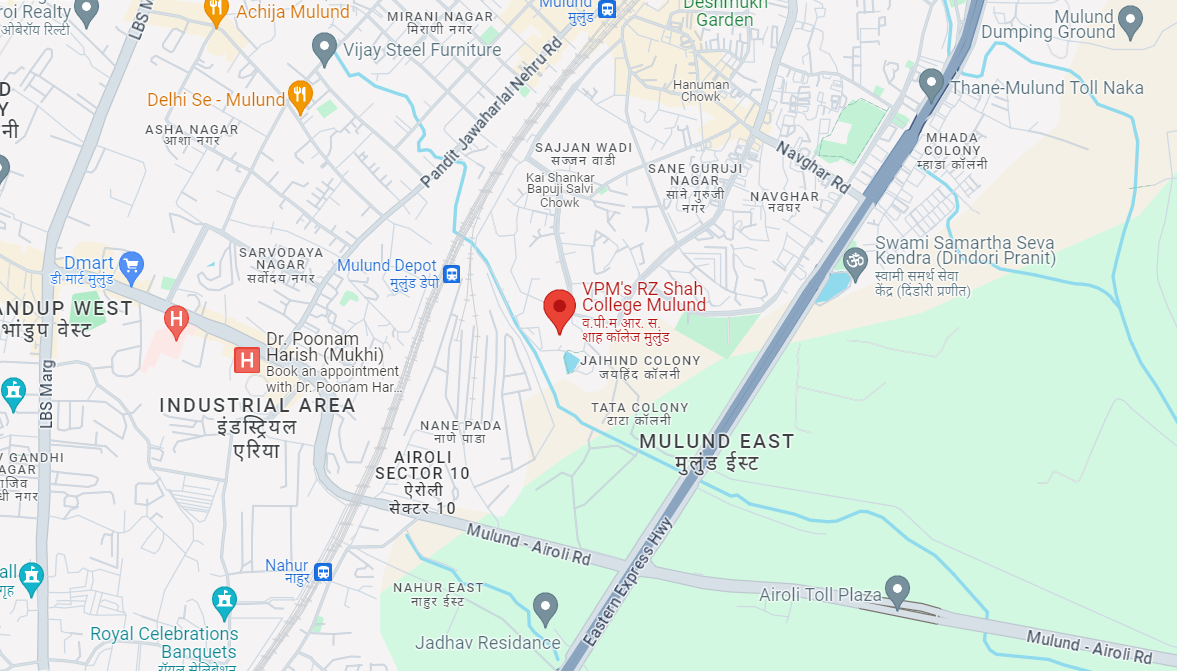 roi Realty
ओबेरॉय रिल्टी
LBS M
Achija Mulund
MIRANI NAGAR
मिराणी नगर
Mulund
मुलुंड
Deshmukh
Garden
Mulund
Dumping Ground
Vijay Steel Furniture
Delhi Se - Mulund
ASHA NAGAR
आशा नगर
Pandit Jawaharlal Nehru Rd
Hanuman
Chowk
Thane-Mulund Toll Naka
D
Y
नी
MHADA
COLONY
म्हाडा कॉलनी
SAJJAN WADI
सज्जन वाडी
Kai Shankar
Bapuji Salvi
Chowk
SANE GURUJI
NAGAR
साने गुरुंजी
नगर
Navghar Rd
NAVGHAR
नवघर
SARVODAYA
NAGAR
सर्वोदय नगर
Dmart
डी मार्ट मुलुंड
Mulund Depot
मुलुंड डेपो
Swami Samartha Seva
Kendra (Dindori Pranit)
स्वामी समर्थ सेवा
केंद्र (दिंडोरी प्रणीत)
ANDUP WEST
भांडुप वेस्ट
H
VPM's RZ Shah
College Mulund
व.पी.म आर. स.
शाह कॉलेज मुलुंड
H
Dr. Poonam
Harish (Mukhi)
Book an appointment
with Dr. Poonam Har...
JAIHIND COLONY
जयहिंद कॉलनी
LBS Marg
INDUSTRIAL AREA
इंडस्ट्रियल
एरिया
TATA COLONY
टाटा कॉलनी
NANE PADA
नाणे पाडा
MULUND EAST
मुलुंड ईस्ट
V GANDHI
NAGAR
ाजिव
धी नगर
AIROLI
SECTOR 10
ऐरोली
सेक्टर 10
Mulund - Airoli Rd
Eastern Express Hwy
Nahur
नाहुर
all
गृह
NAHUR EAST
नाहुर ईस्ट
Jadhav Residance
Airoli Toll Plaza
Mulund - Airoli Rd
Royal Celebrations
Banquets
रॉयल सेलिब्रेशन